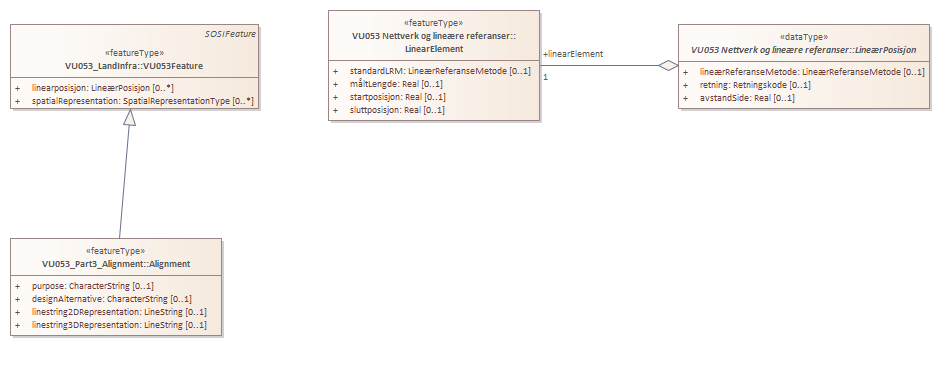 SOSIFeature
«featureType»
VU053_LandInfra::VU053Feature
+ linearposisjon: LineærPosisjon [0..*]
+ spatialRepresentation: SpatialRepresentationType [0..*]
«featureType»
VU053 Nettverk og lineære referanser::
LinearElement
+ standardLRM: LineærReferanseMetode [0..1]
+ måltLengde: Real [0..1]
+ startposisjon: Real [0..1]
+ sluttposisjon: Real [0..1]
+linearElement
1
«dataType»
VU053 Nettverk og lineære referanser::LineærPosisjon
+ lineærReferanseMetode: LineærReferanseMetode [0..1]
+ retning: Retningskode [0..1]
+ avstandSide: Real [0..1]
«featureType»
VU053_Part3_Alignment::Alignment
+ purpose: CharacterString [0..1]
+ designAlternative: CharacterString [0..1]
+ linestring2DRepresentation: LineString [0..1]
+ linestring3DRepresentation: LineString [0..1]